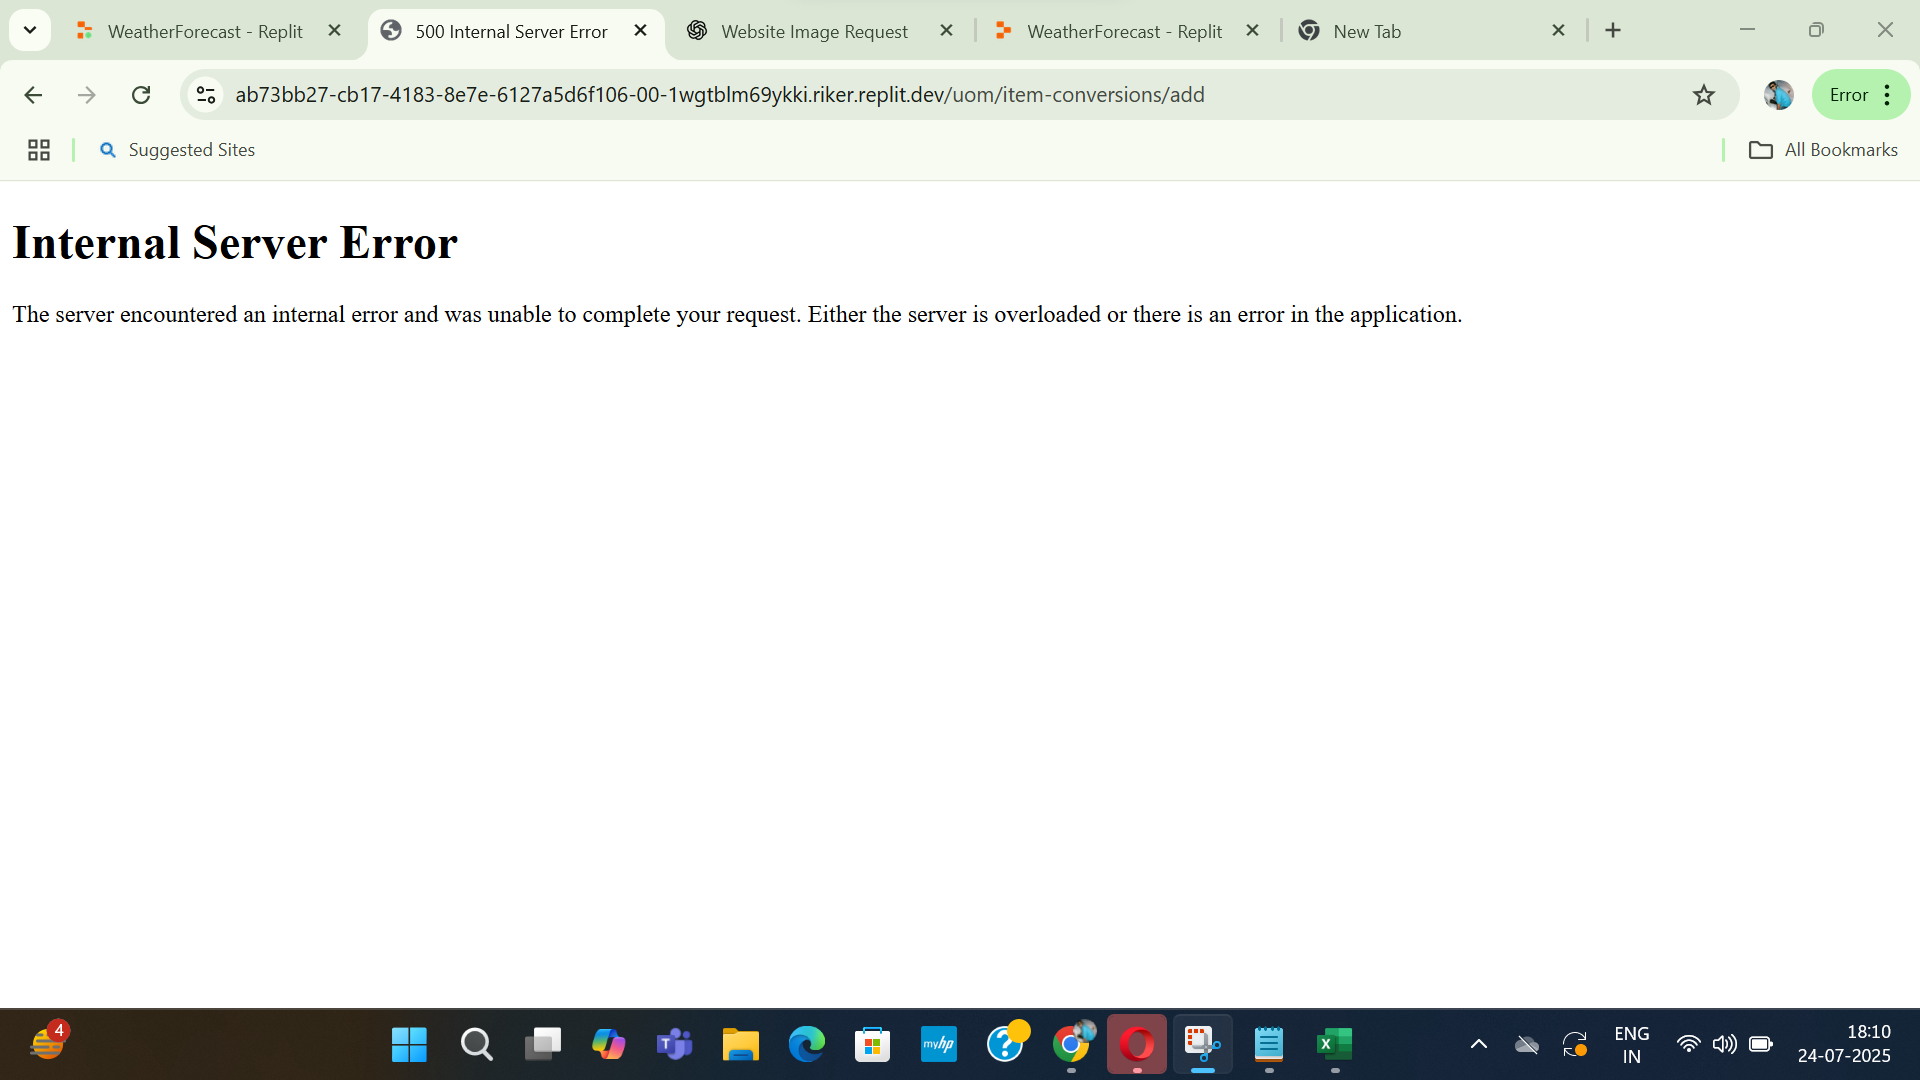 WeatherForecast - Replit
500 Internal Server Error
Website Image Request
WeatherForecast - Replit
New Tab
ab73bb27-cb17-4183-8e7e-6127a5d6f106-00-1wgtblm69ykki.riker.replit.dev/uom/item-conversions/add
Error
Suggested Sites
All Bookmarks
Internal Server Error
The server encountered an internal error and was unable to complete your request. Either the server is overloaded or there is an error in the application.
4
T
myhp
?
X
ENG
IN
18:10
24-07-2025